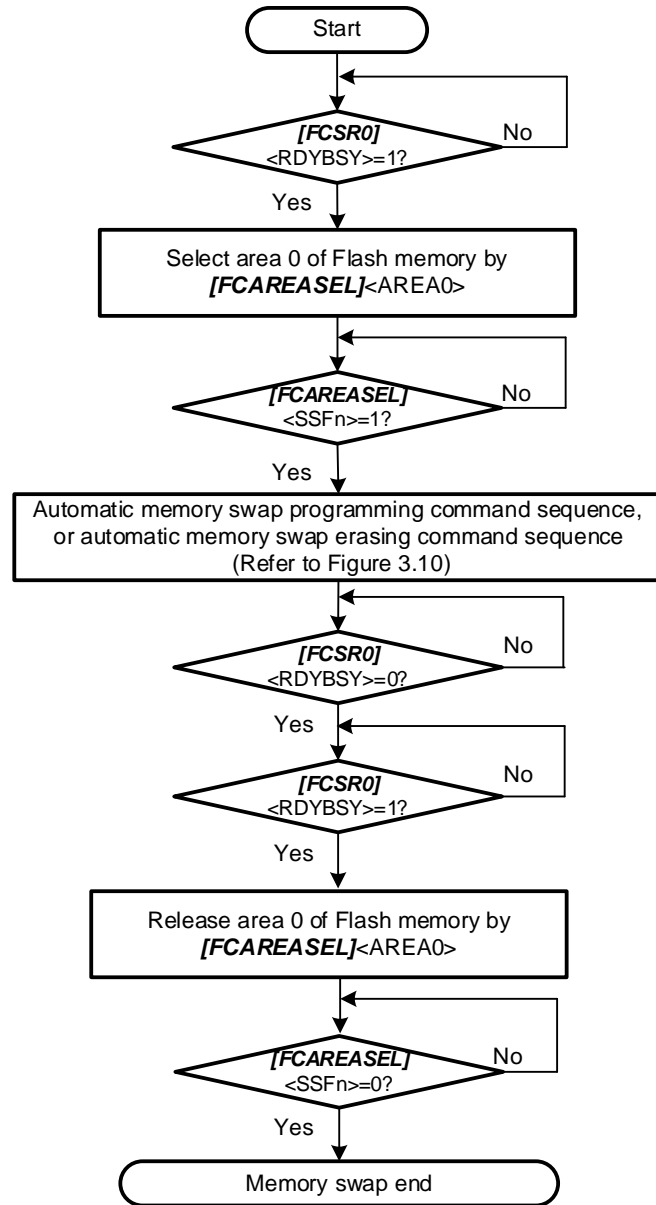 Start
[FCSR0]
<RDYBSY>=1?
No
Yes
Select area 0 of Flash memory by
[FCAREASEL]<AREA0>
[FCAREASEL]
<SSFn>=1?
No
Yes
Automatic memory swap programming command sequence,
or automatic memory swap erasing command sequence
(Refer to Figure 3.10)
[FCSR0]
<RDYBSY>=0?
No
Yes
[FCSR0]
<RDYBSY>=1?
No
Yes
Release area 0 of Flash memory by
[FCAREASEL]<AREA0>
[FCAREASEL]
<SSFn>=0?
No
Yes
Memory swap end